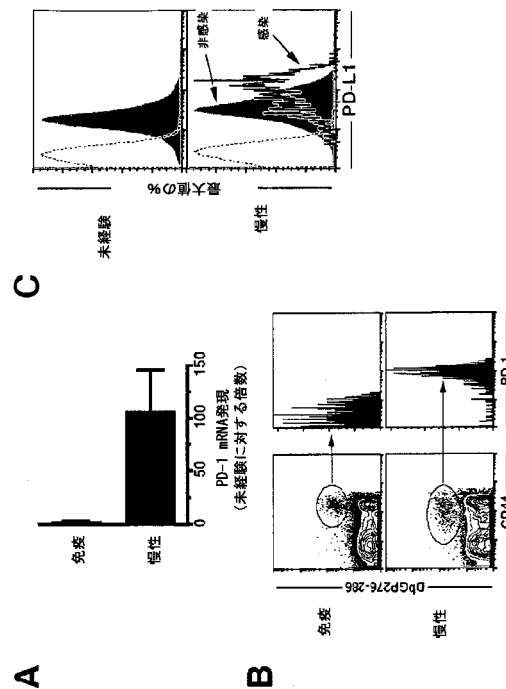 A
免疫
慢性
0
50
100
150
PD-1 mRNA発現
(未経験に対する倍数)
B
DbGP276-286
免疫
慢性
CD44
PD-1
C
最大値の%
未経験
慢性
非感染
感染
PD-L1